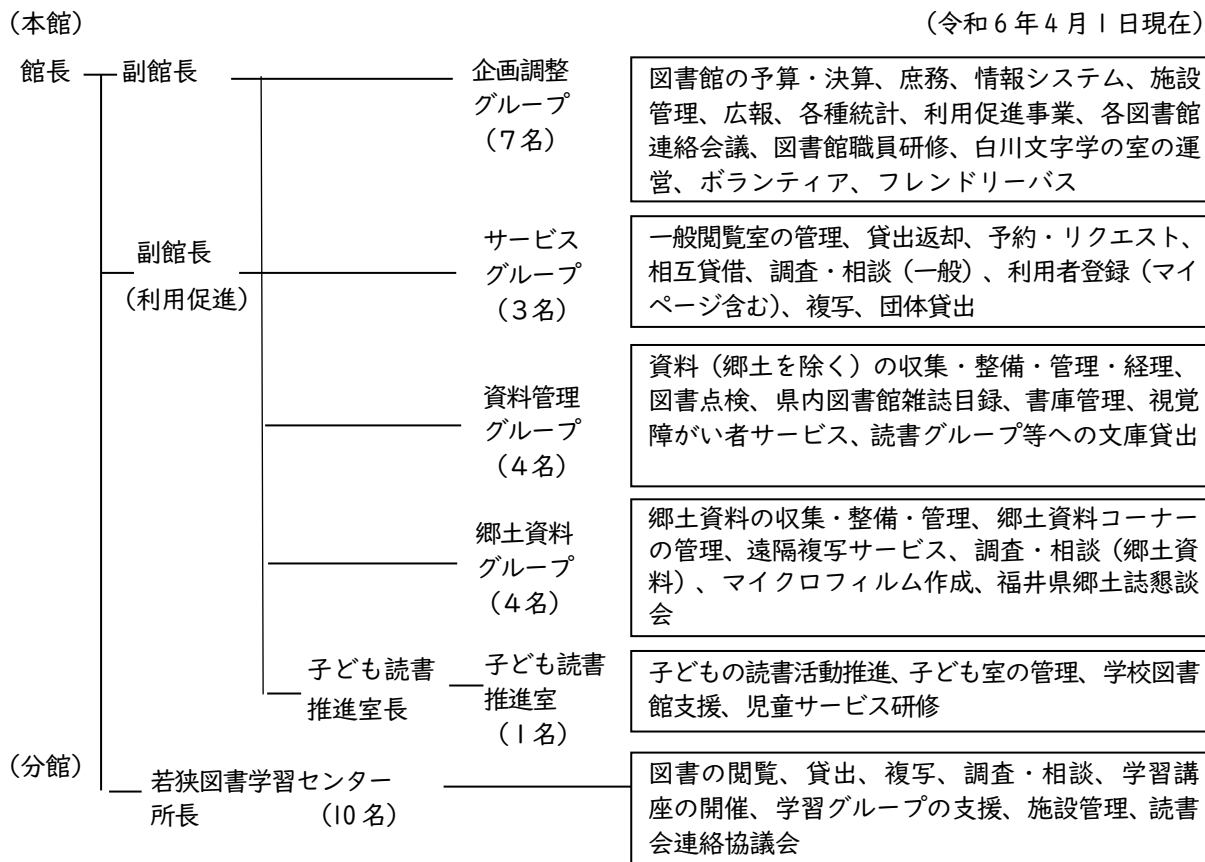 （本館）
（令和６年４月１日現在）
館長
副館長
企画調整
グループ
（７名）
図書館の予算・決算、庶務、情報システム、施設
管理、広報、各種統計、利用促進事業、各図書館
連絡会議、図書館職員研修、白川文字学の室の運
営、ボランティア、フレンドリーバス
副館長
（利用促進）
サービス
グループ
（３名）
一般閲覧室の管理、貸出返却、予約・リクエスト、
相互貸借、調査・相談（一般）、利用者登録（マイ
ページ含む）、複写、団体貸出
資料管理
グループ
（４名）
資料（郷土を除く）の収集・整備・管理・経理、
図書点検、県内図書館雑誌目録、書庫管理、視覚
障がい者サービス、読書グループ等への文庫貸出
郷土資料
グループ
（４名）
郷土資料の収集・整備・管理、郷土資料コーナー
の管理、遠隔複写サービス、調査・相談（郷土資
料）、マイクロフィルム作成、福井県郷土誌懇談
会
子ども読書
推進室長
子ども読書
推進室
（１名）
子どもの読書活動推進、子ども室の管理、学校図書
館支援、児童サービス研修
（分館）
若狭図書学習センター
所長 （10名）
図書の閲覧、貸出、複写、調査・相談、学習講
座の開催、学習グループの支援、施設管理、読書
会連絡協議会